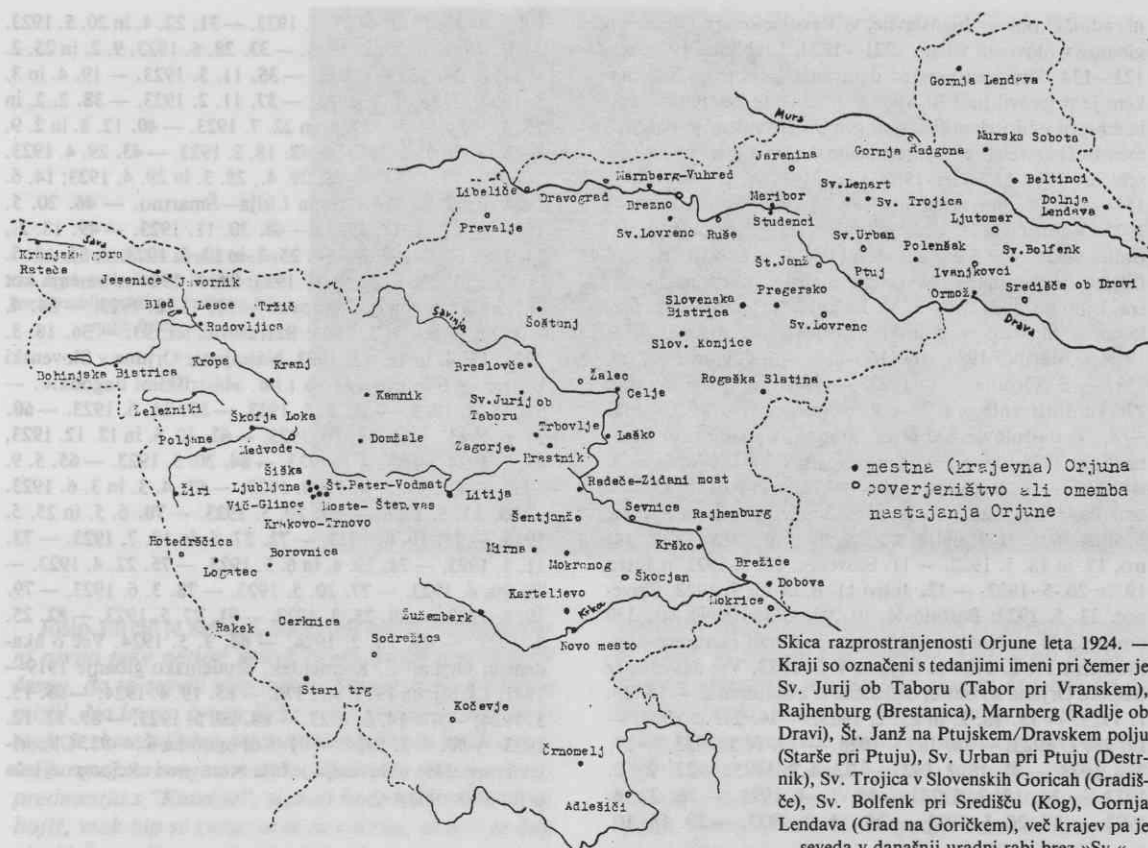 Gornja Lendava
Mura
Murska Sobota
Gornja Radgona
Jarenina
Beltinci
Marnberg-Vuhred
Sv.Lenart
Libeliče
Dravograd
Maribor
Sv. Trojica
Dolnja
Lendava
Brezno
Studenci
Ljutomer
Prevalje
Sv.Lovrenc
Ruše
Sv.Urban
Polenšak
Sv.Bolfenk
Sava
Kranjska gora
Rateče
Št.Janž
Ptuj
Ivanjkovci
Jesenice
Javornik
Pregersko
Središče ob Dravi
Slovenska
Bistrica
Ormož
Bled
Lesce
Tržič
Savinja
Šoštanj
Sv.Lovrenc
Drava
Radovljica
Slov. Konjice
Breslovče
Bohinjska Bistrica
Kropa
Kranj
Žalec
Rogaška Slatina
Kamnik
Celje
Železniki
Sv.Jurij ob
Taboru
Škofja Loka
Trbovlje
Poljane
Domžale
Laško
Medvode
Zagorje
Hrastnik
• mestna (krajevna) Orjuna
Šiška
Radeče-Zidani most
o poverjeništvo ali omemba
nastajanja Orjune
Žiri
Ljubljana
Št.Peter-Vodmat
Litija
Vič-Glince
Moste-Štep.vas
Sevnica
Krakovo-Trnovo
Šentjanž
Rajhenburg
Hotedršćica
Borovnica
Mirna
Krško
Logatec
Mokronog
Brežice
Škocjan
Dobova
Karteljevo
Krka
Mokrice
Rakek
Cerknica
Žužemberk
Sodražica
Novo mesto
Stari trg
Kočevje
Črnomelj
Adlešiči
Skica razprostranjenosti Orjune leta 1924. —
Kraji so označeni s tedanjimi imeni pri čemer je
Sv. Jurij ob Taboru (Tabor pri Vranskem),
Rajhenburg (Brestanica), Marnberg (Radlje ob
Dravi), Št. Janž na Ptujskem/Dravskem polju
(Starše pri Ptuju), Sv. Urban pri Ptuju (Destr-
nik), Sv. Trojica v Slovenskih Goricah (Gradiš-
če), Sv. Bolfenk pri Središču (Kog), Gornja
Lendava (Grad na Goričkem), več krajev pa je
seveda v današnji uradni rabi brez »Sv.«